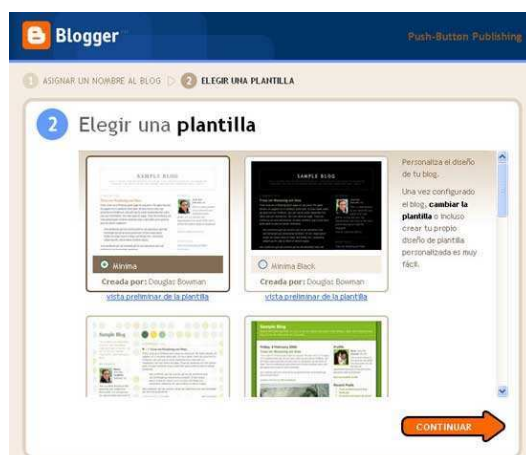 Blogger
Push-Button Publishing
1 ASIGNAR UN NOMBRE AL BLOG 2 ELEGIR UNA PLANTILLA
2 Elegir una plantilla
SAMPLE BLOG
Minima
Creada por: Douglas Bowman
vista preliminar de la plantilla
SAMPLE BLOG
Minima Black
Creada por: Douglas Bowman
vista preliminar de la plantilla
Sample Blog
Sample Blog
Personaliza el diseño
de tu blog.
Una vez configurado
el blog, cambiar la
plantilla o incluso
crear tu propio
diseño de plantilla
personalizada es muy
fácil.
CONTINUAR